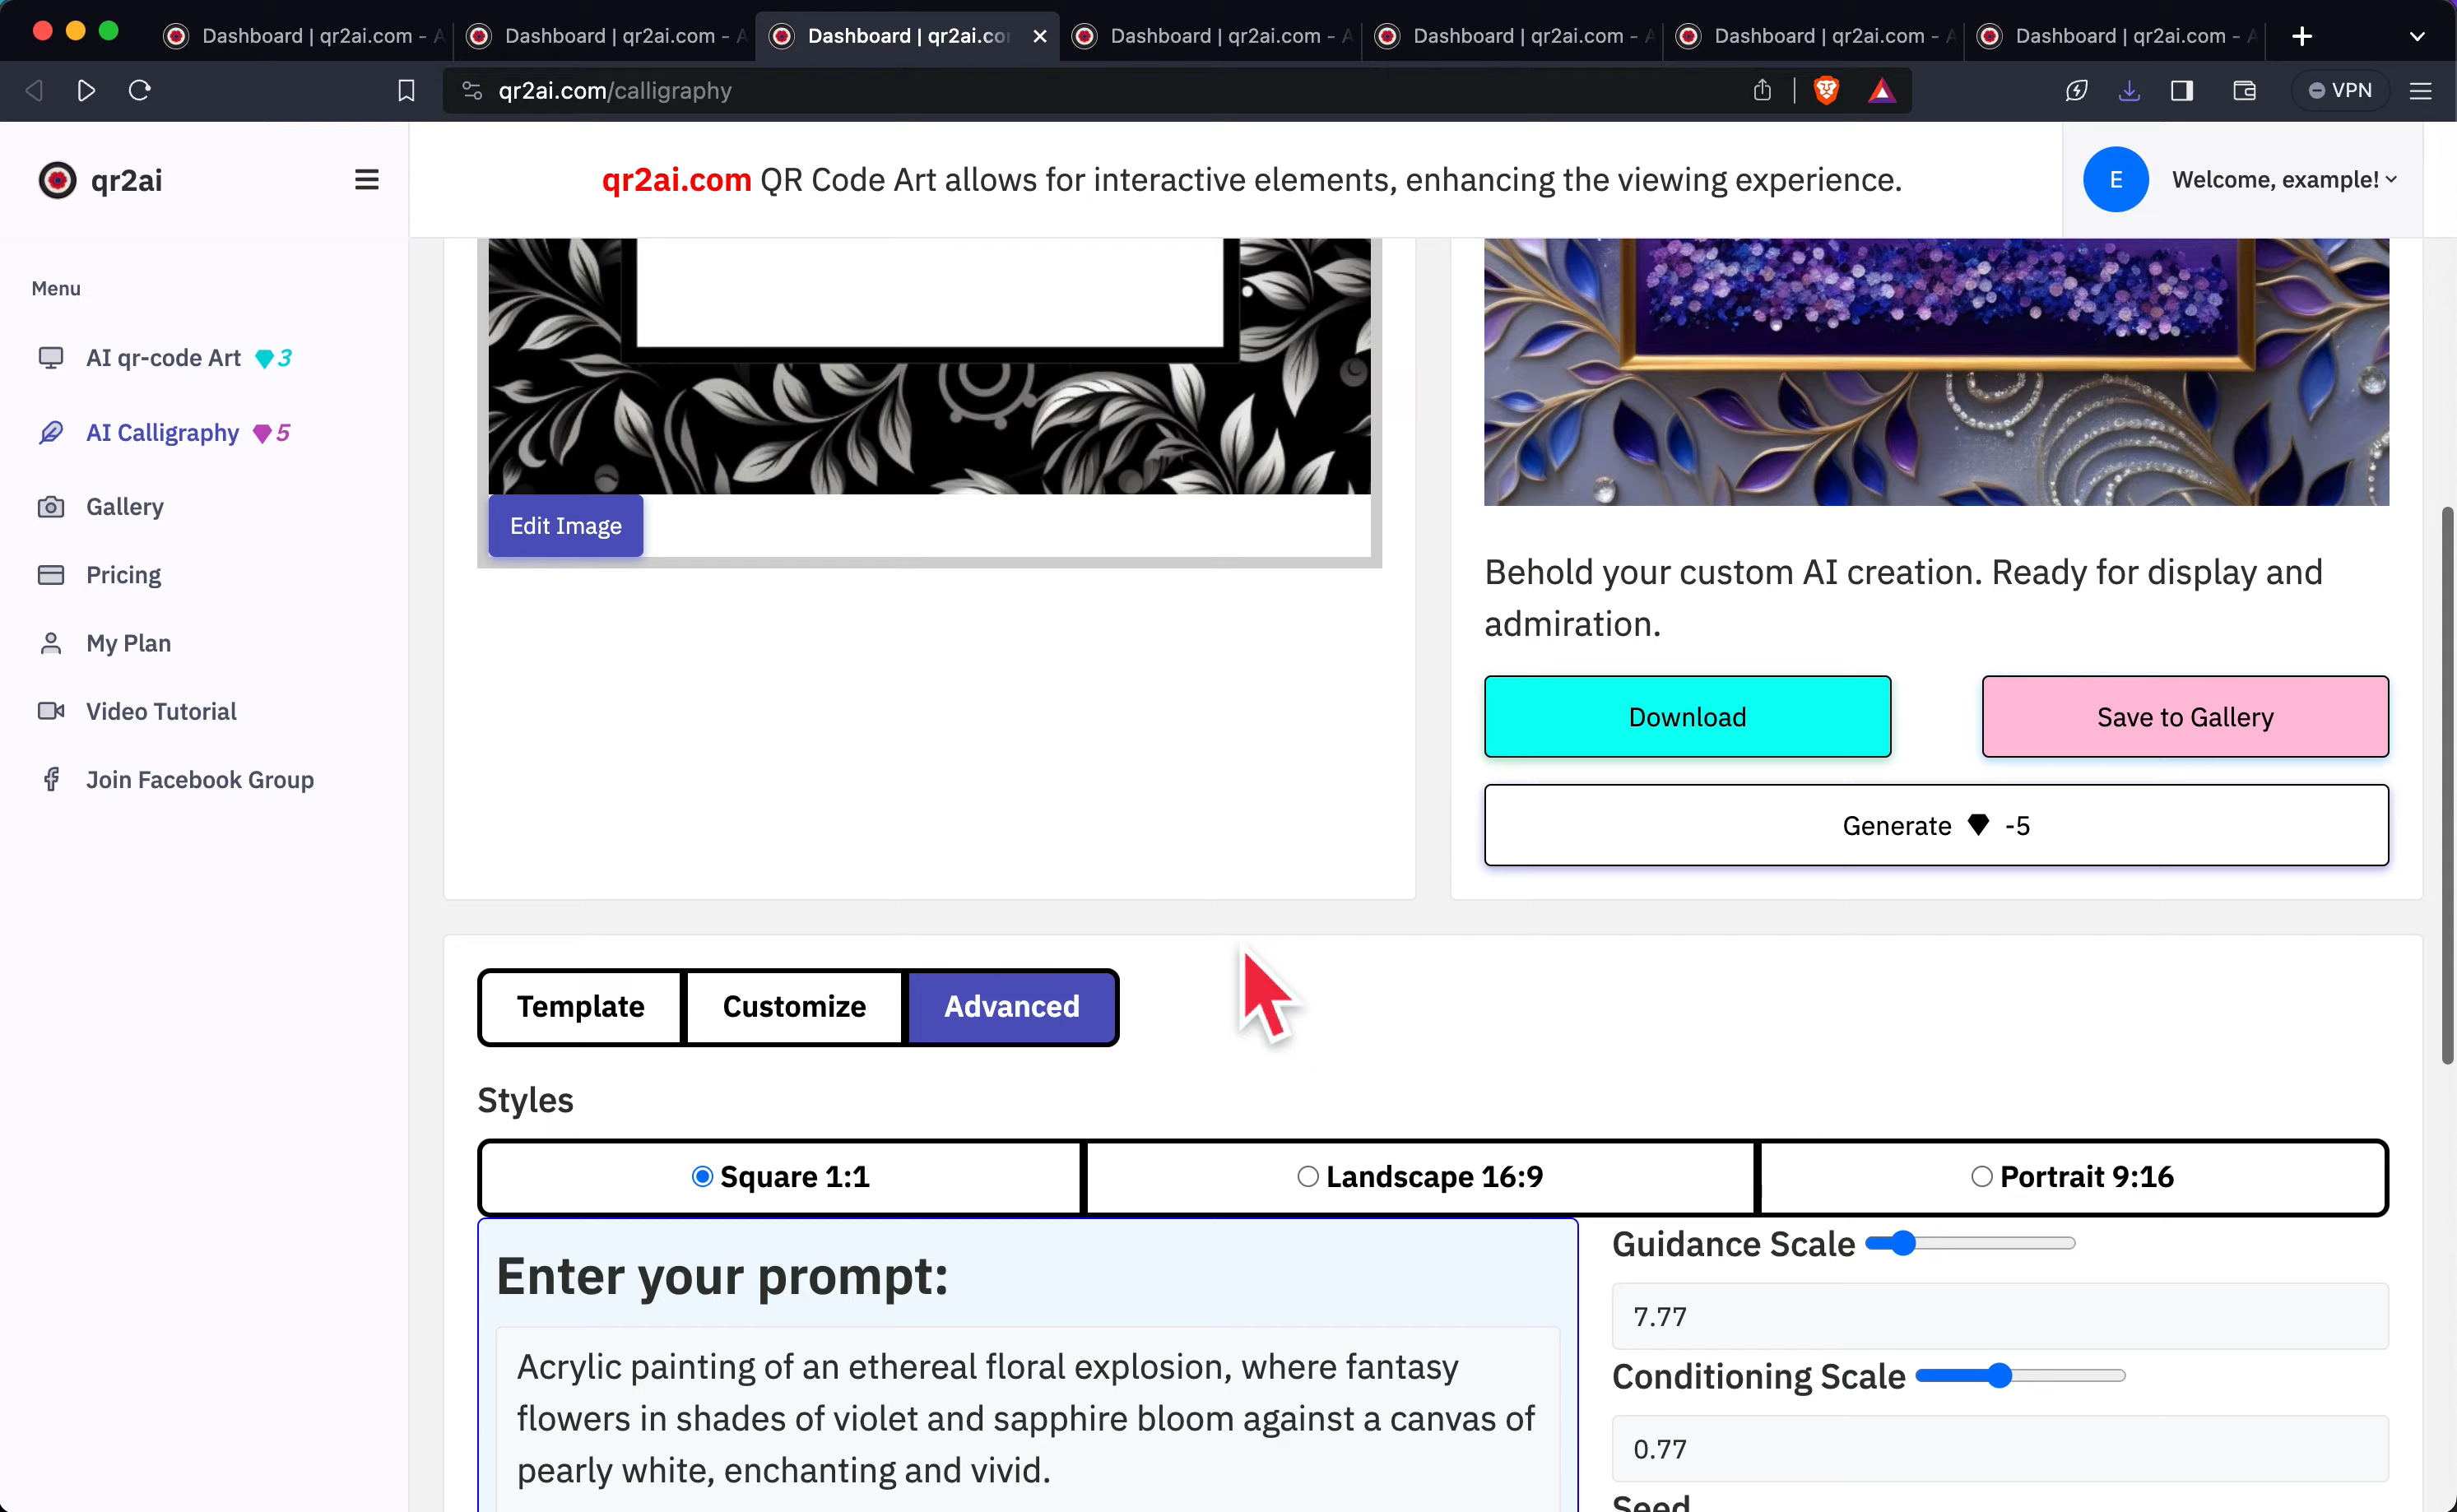 Dashboard | qr2ai.com - A
Dashboard | qr2ai.com - A
Dashboard | qr2ai.co
Dashboard | qr2ai.com - A
Dashboard | qr2ai.com - A
Dashboard | qr2ai.com - A
Dashboard | qr2ai.com - A
qr2ai.com/calligraphy
VPN
qr2ai
qr2ai.com QR Code Art allows for interactive elements, enhancing the viewing experience.
E
Welcome, example!
Menu
AI qr-code Art 3
AI Calligraphy 5
Gallery
Pricing
My Plan
Video Tutorial
Join Facebook Group
Edit Image
Behold your custom AI creation. Ready for display and
admiration.
Download
Save to Gallery
Generate -5
Template
Customize
Advanced
Styles
Square 1:1
Landscape 16:9
Portrait 9:16
Enter your prompt:
Acrylic painting of an ethereal floral explosion, where fantasy
flowers in shades of violet and sapphire bloom against a canvas of
pearly white, enchanting and vivid.
Guidance Scale
7.77
Conditioning Scale
0.77
Seed